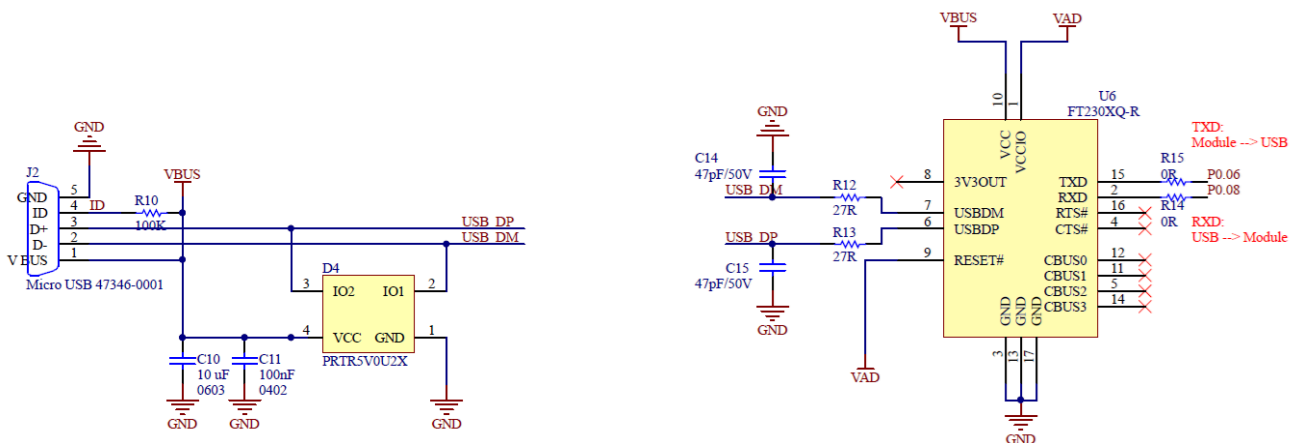 GND
J2
GND 5
ID 4 ID
D+ 3
D- 2
VBUS 1
Micro USB 47346-0001
VBUS
R10
100K
USB_DP
USB_DM
D4
3 IO2 IO1 2
4 VCC GND 1
PRTR5V0U2X
C10
10 uF
0603
C11
100nF
0402
GND
GND
GND
VBUS
VAD
U6
FT230XQ-R
10 1
VCC VCCIO
GND
C14
47pF/50V
USB_DM
R12
27R
USB_DP
R13
27R
C15
47pF/50V
GND
VAD
8 3V3OUT
7 USBDM
6 USBDP
9 RESET#
TXD 15
RXD 2
RTS# 16
CTS# 4
CBUS0 12
CBUS1 11
CBUS2 5
CBUS3 14
GND GND GND
3 13 17
GND
TXD:
Module --> USB
R15
0R
P0.06
P0.08
R14
0R
RXD:
USB --> Module